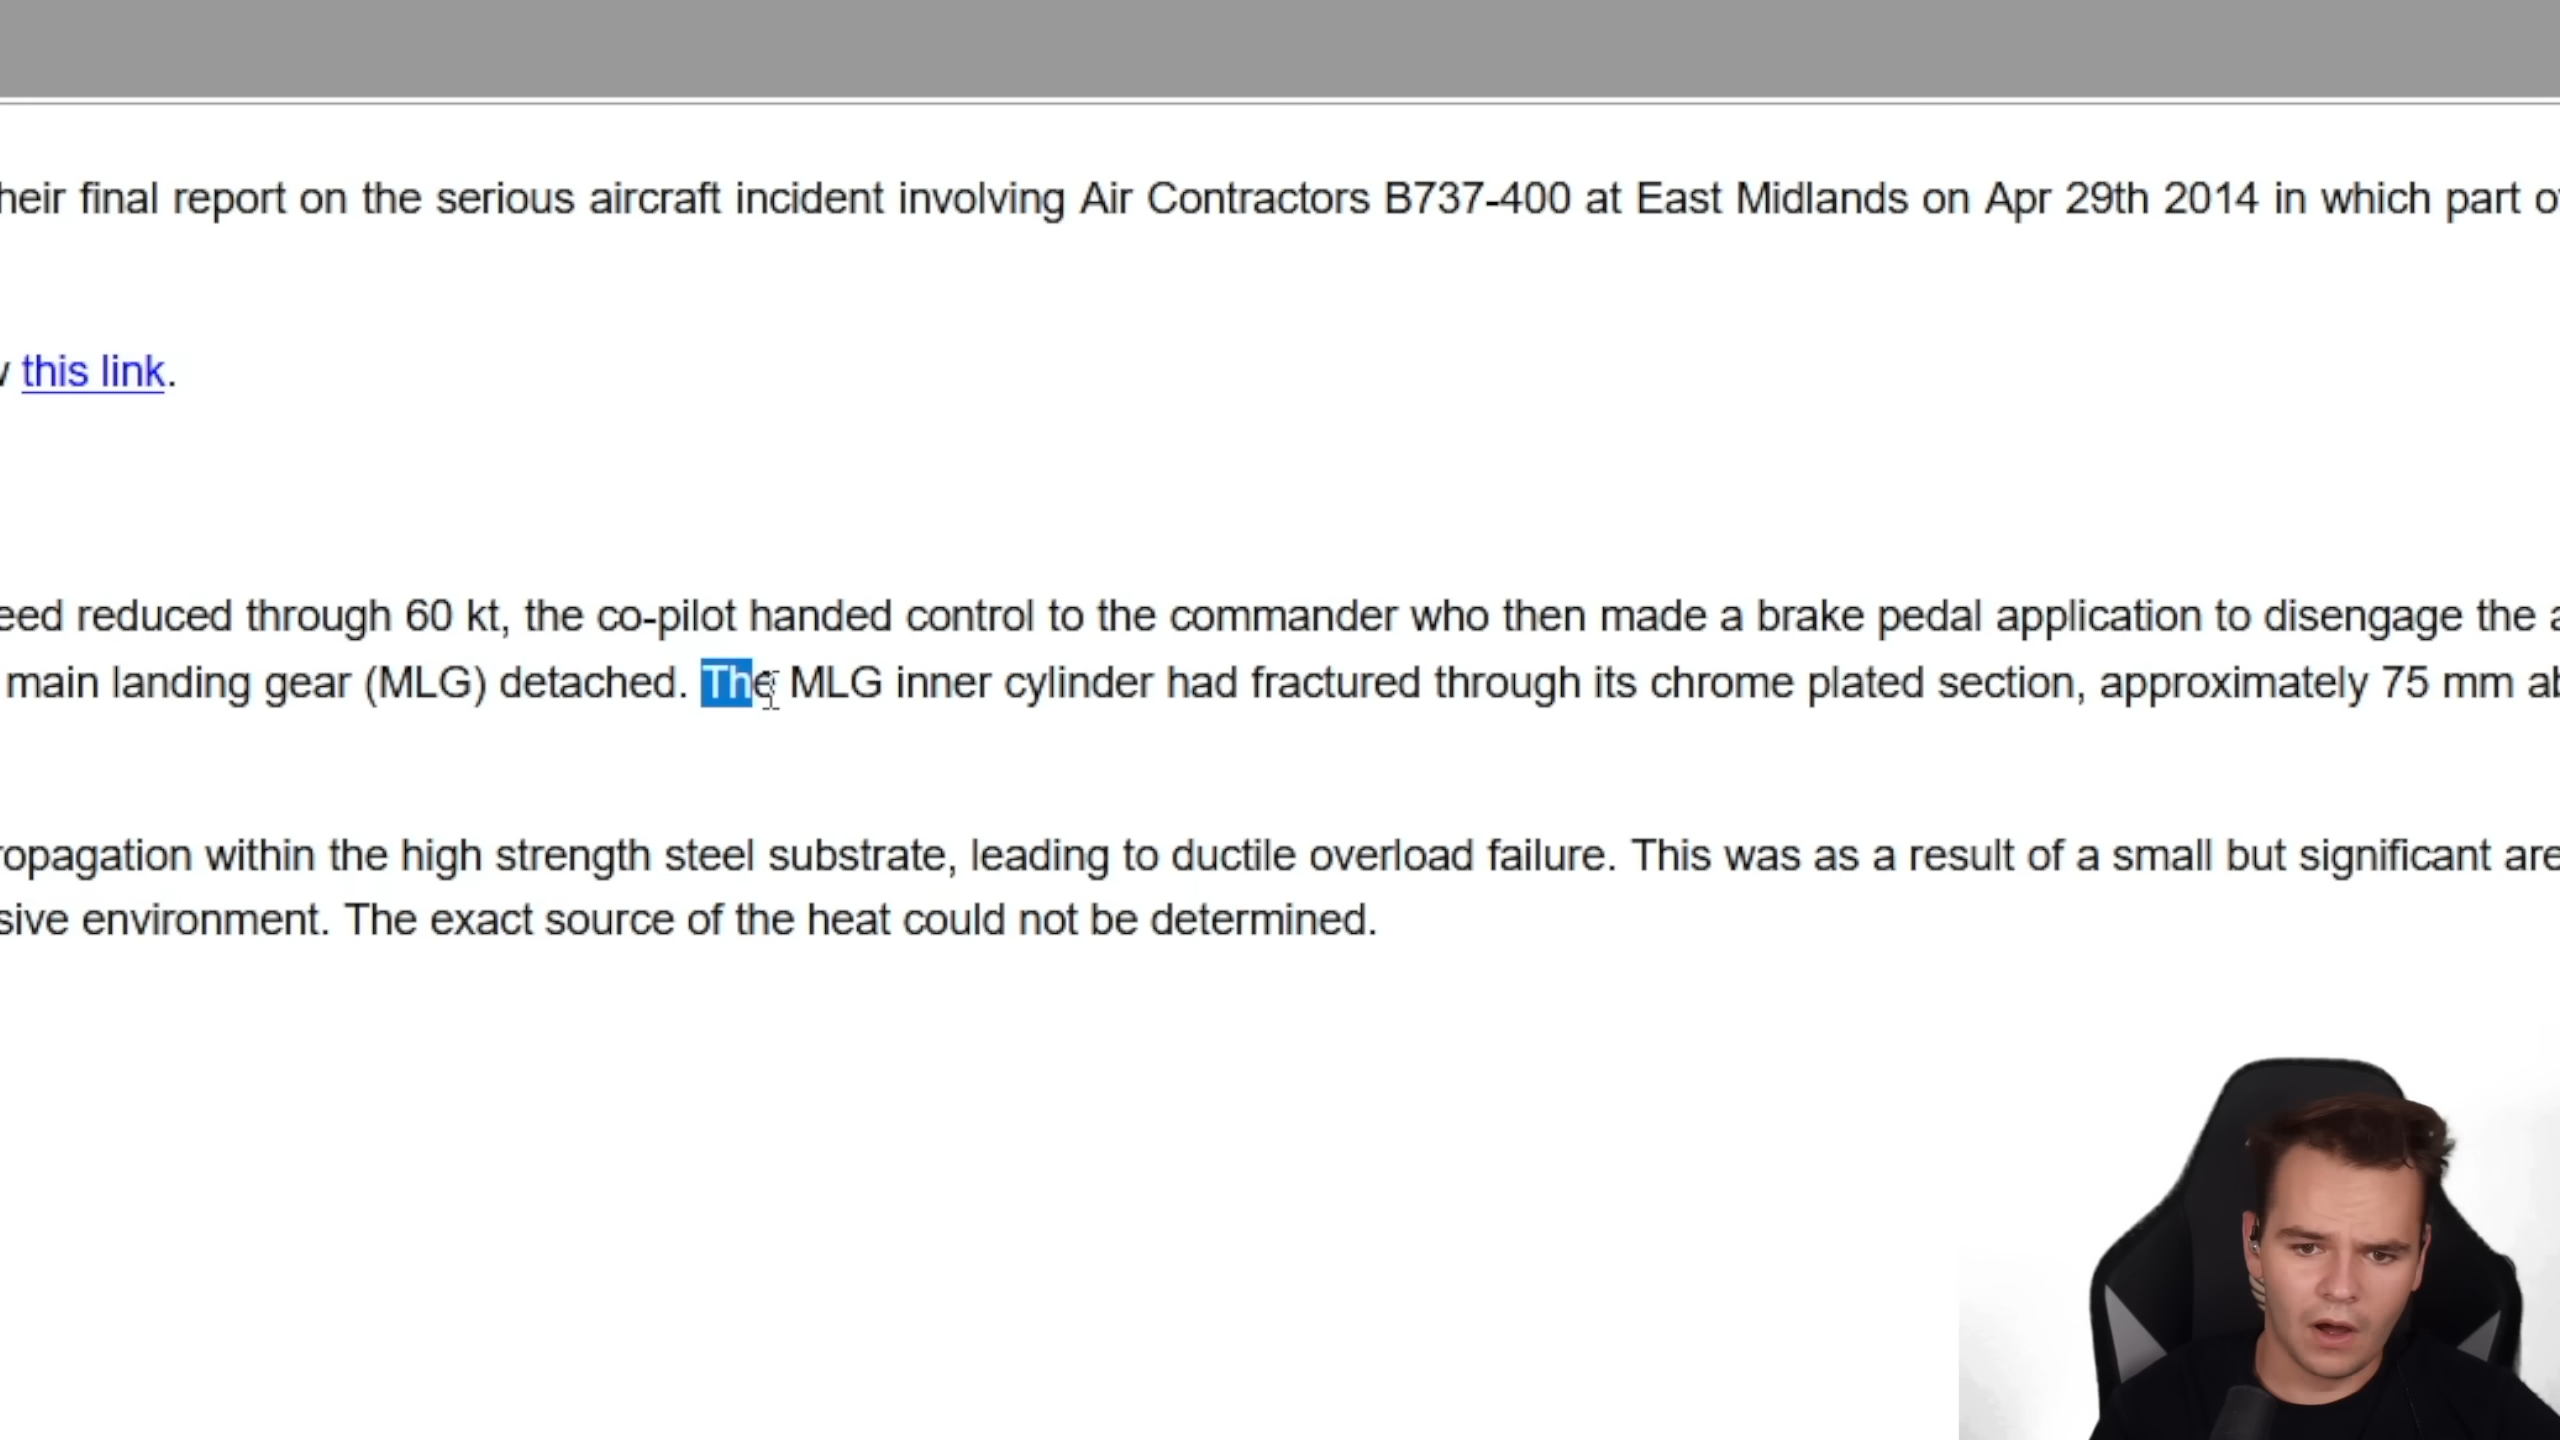 heir final report on the serious aircraft incident involving Air Contractors B737-400 at East Midlands on Apr 29th 2014 in which part o
this link.
eed reduced through 60 kt, the co-pilot handed control to the commander who then made a brake pedal application to disengage the a
main landing gear (MLG) detached. The MLG inner cylinder had fractured through its chrome plated section, approximately 75 mm ab
ropagation within the high strength steel substrate, leading to ductile overload failure. This was as a result of a small but significant are
sive environment. The exact source of the heat could not be determined.